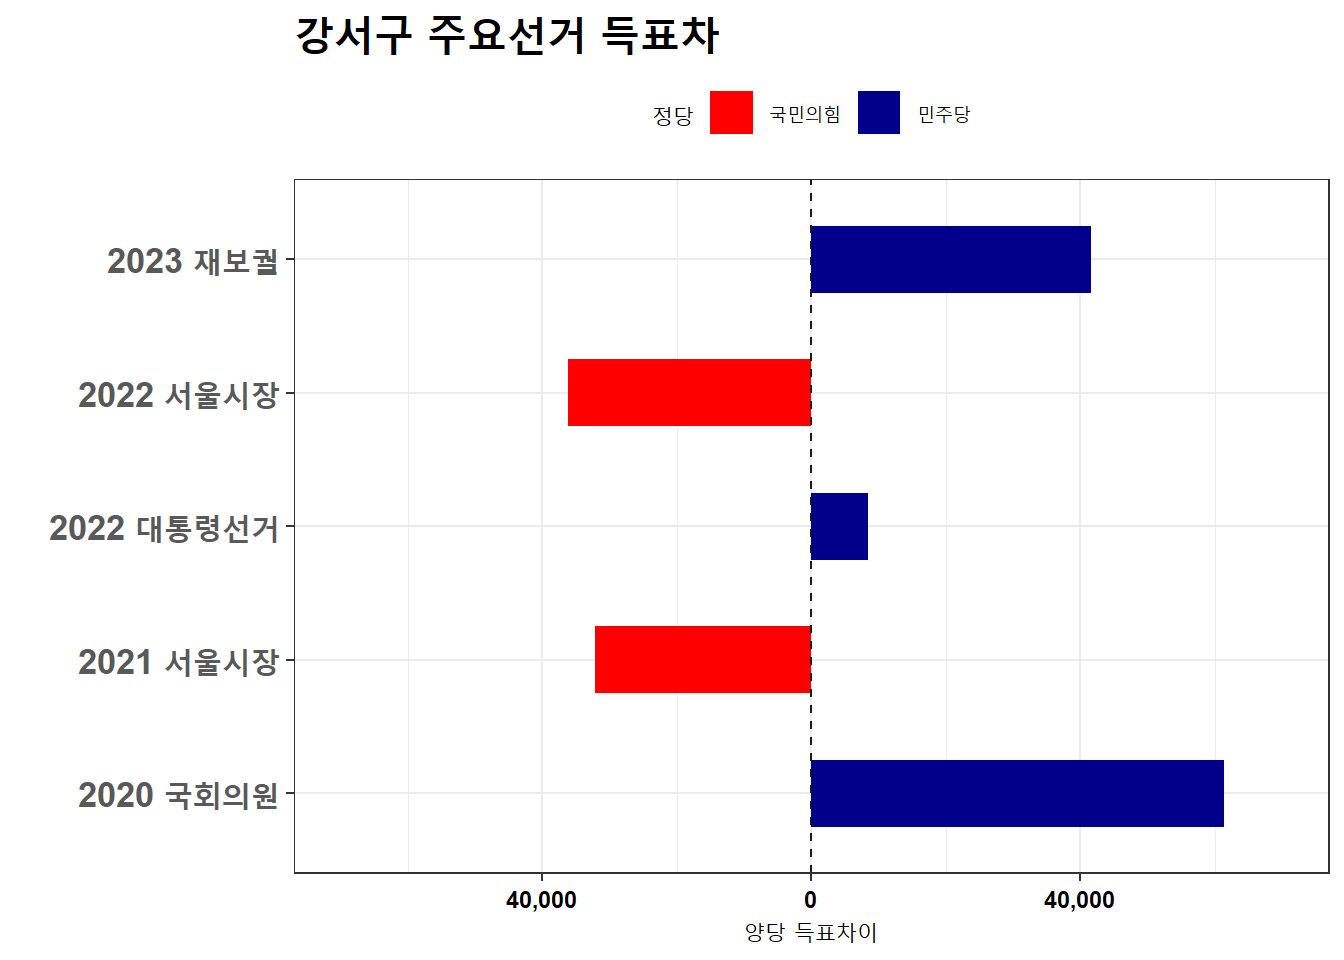 강서구 주요선거 득표차
정당 국민의힘 민주당
2023 재보궐
2022 서울시장
2022 대통령선거
2021 서울시장
2020 국회의원
40,000 0 40,000
양당 득표차이